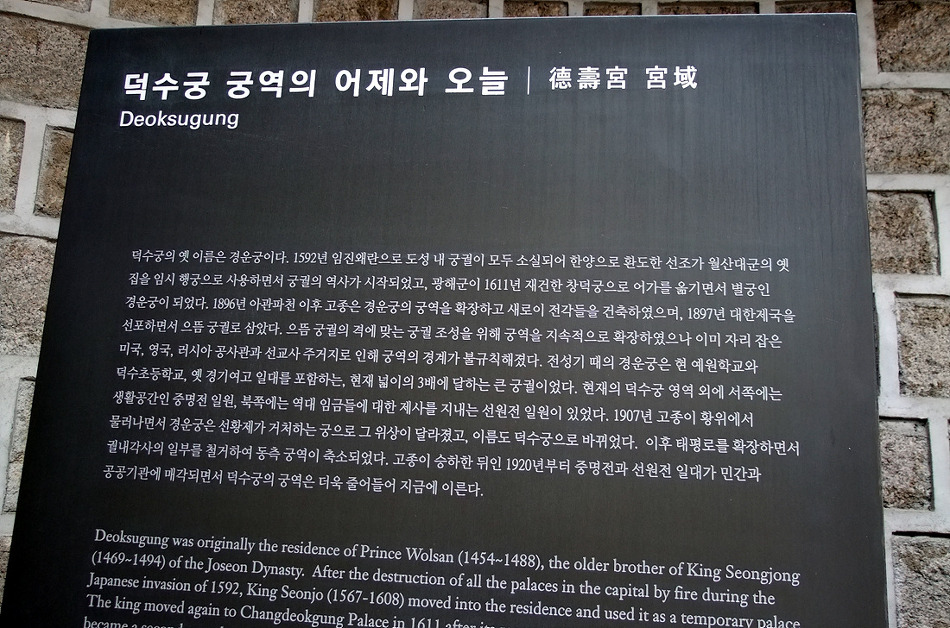 덕수궁 궁역의 어제와 오늘 | 德壽宮 宮域
Deoksugung
덕수궁의 옛 이름은 경운궁이다. 1592년 임진왜란으로 도성 내 궁궐이 모두 소실되어 한양으로 환도한 선조가 월산대군의 옛
집을 임시 행궁으로 사용하면서 궁궐의 역사가 시작되었고, 광해군이 1611년 재건한 창덕궁으로 어가를 옮기면서 별궁인
경운궁이 되었다. 1896년 아관파천 이후 고종은 경운궁의 궁역을 확장하고 새로이 전각들을 건축하였으며, 1897년 대한제국을
선포하면서 으뜸 궁궐로 삼았다. 으뜸 궁궐의 격에 맞는 궁궐 조성을 위해 궁역을 지속적으로 확장하였으나 이미 자리 잡은
미국, 영국, 러시아 공사관과 선교사 주거지로 인해 궁역의 경계가 불규칙해졌다. 전성기 때의 경운궁은 현 예원학교와
덕수초등학교, 옛 경기여고 일대를 포함하는, 현재 넓이의 3배에 달하는 큰 궁궐이었다. 현재의 덕수궁 영역 외에 서쪽에는
생활공간인 중명전 일원, 북쪽에는 역대 임금들에 대한 제사를 지내는 선원전 일원이 있었다. 1907년 고종이 황위에서
물러나면서 경운궁은 선황제가 거처하는 궁으로 그 위상이 달라졌고, 이름도 덕수궁으로 바뀌었다. 이후 태평로를 확장하면서
궐내각사의 일부를 철거하여 동측 궁역이 축소되었다. 고종이 승하한 뒤인 1920년부터 중명전과 선원전 일대가 민간과
공공기관에 매각되면서 덕수궁의 궁역은 더욱 줄어들어 지금에 이른다.
Deoksugung was originally the residence of Prince Wolsan (1454~1488), the older brother of King Seongjong
(1469~1494) of the Joseon Dynasty. After the destruction of all the palaces in the capital by fire during the
Japanese invasion of 1592, King Seonjo (1567-1608) moved into the residence and used it as a temporary palace
The king moved again to Changdeokgung Palace in 1611 after its
became a